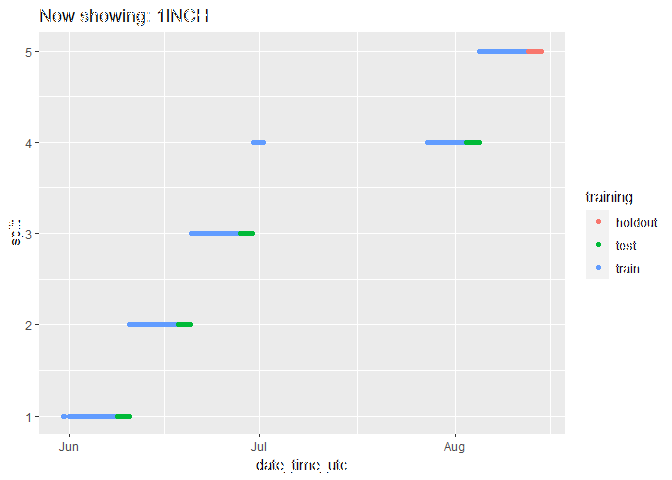 Now showing: 1INCH
5
4
3
2
1
Jun
Jul
Aug
date_time_utc
training
holdout
test
train